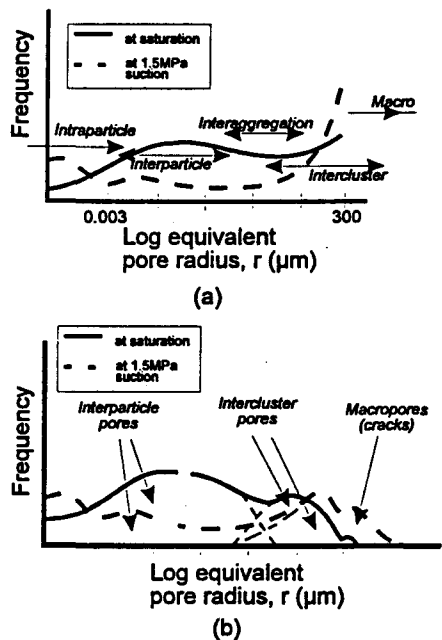 (a)
at saturation
at 1.5MPa
suction
Frequency
Macro
Intraparticle
Interaggregation
Interparticle
Intercluster
0.003
300
Log equivalent
pore radius, r (μm)
(a)
(b)
at saturation
at 1.5MPa
suction
Frequency
Interparticle
pores
Intercluster
pores
Macropores
(cracks)
Log equivalent
pore radius, r (μm)
(b)